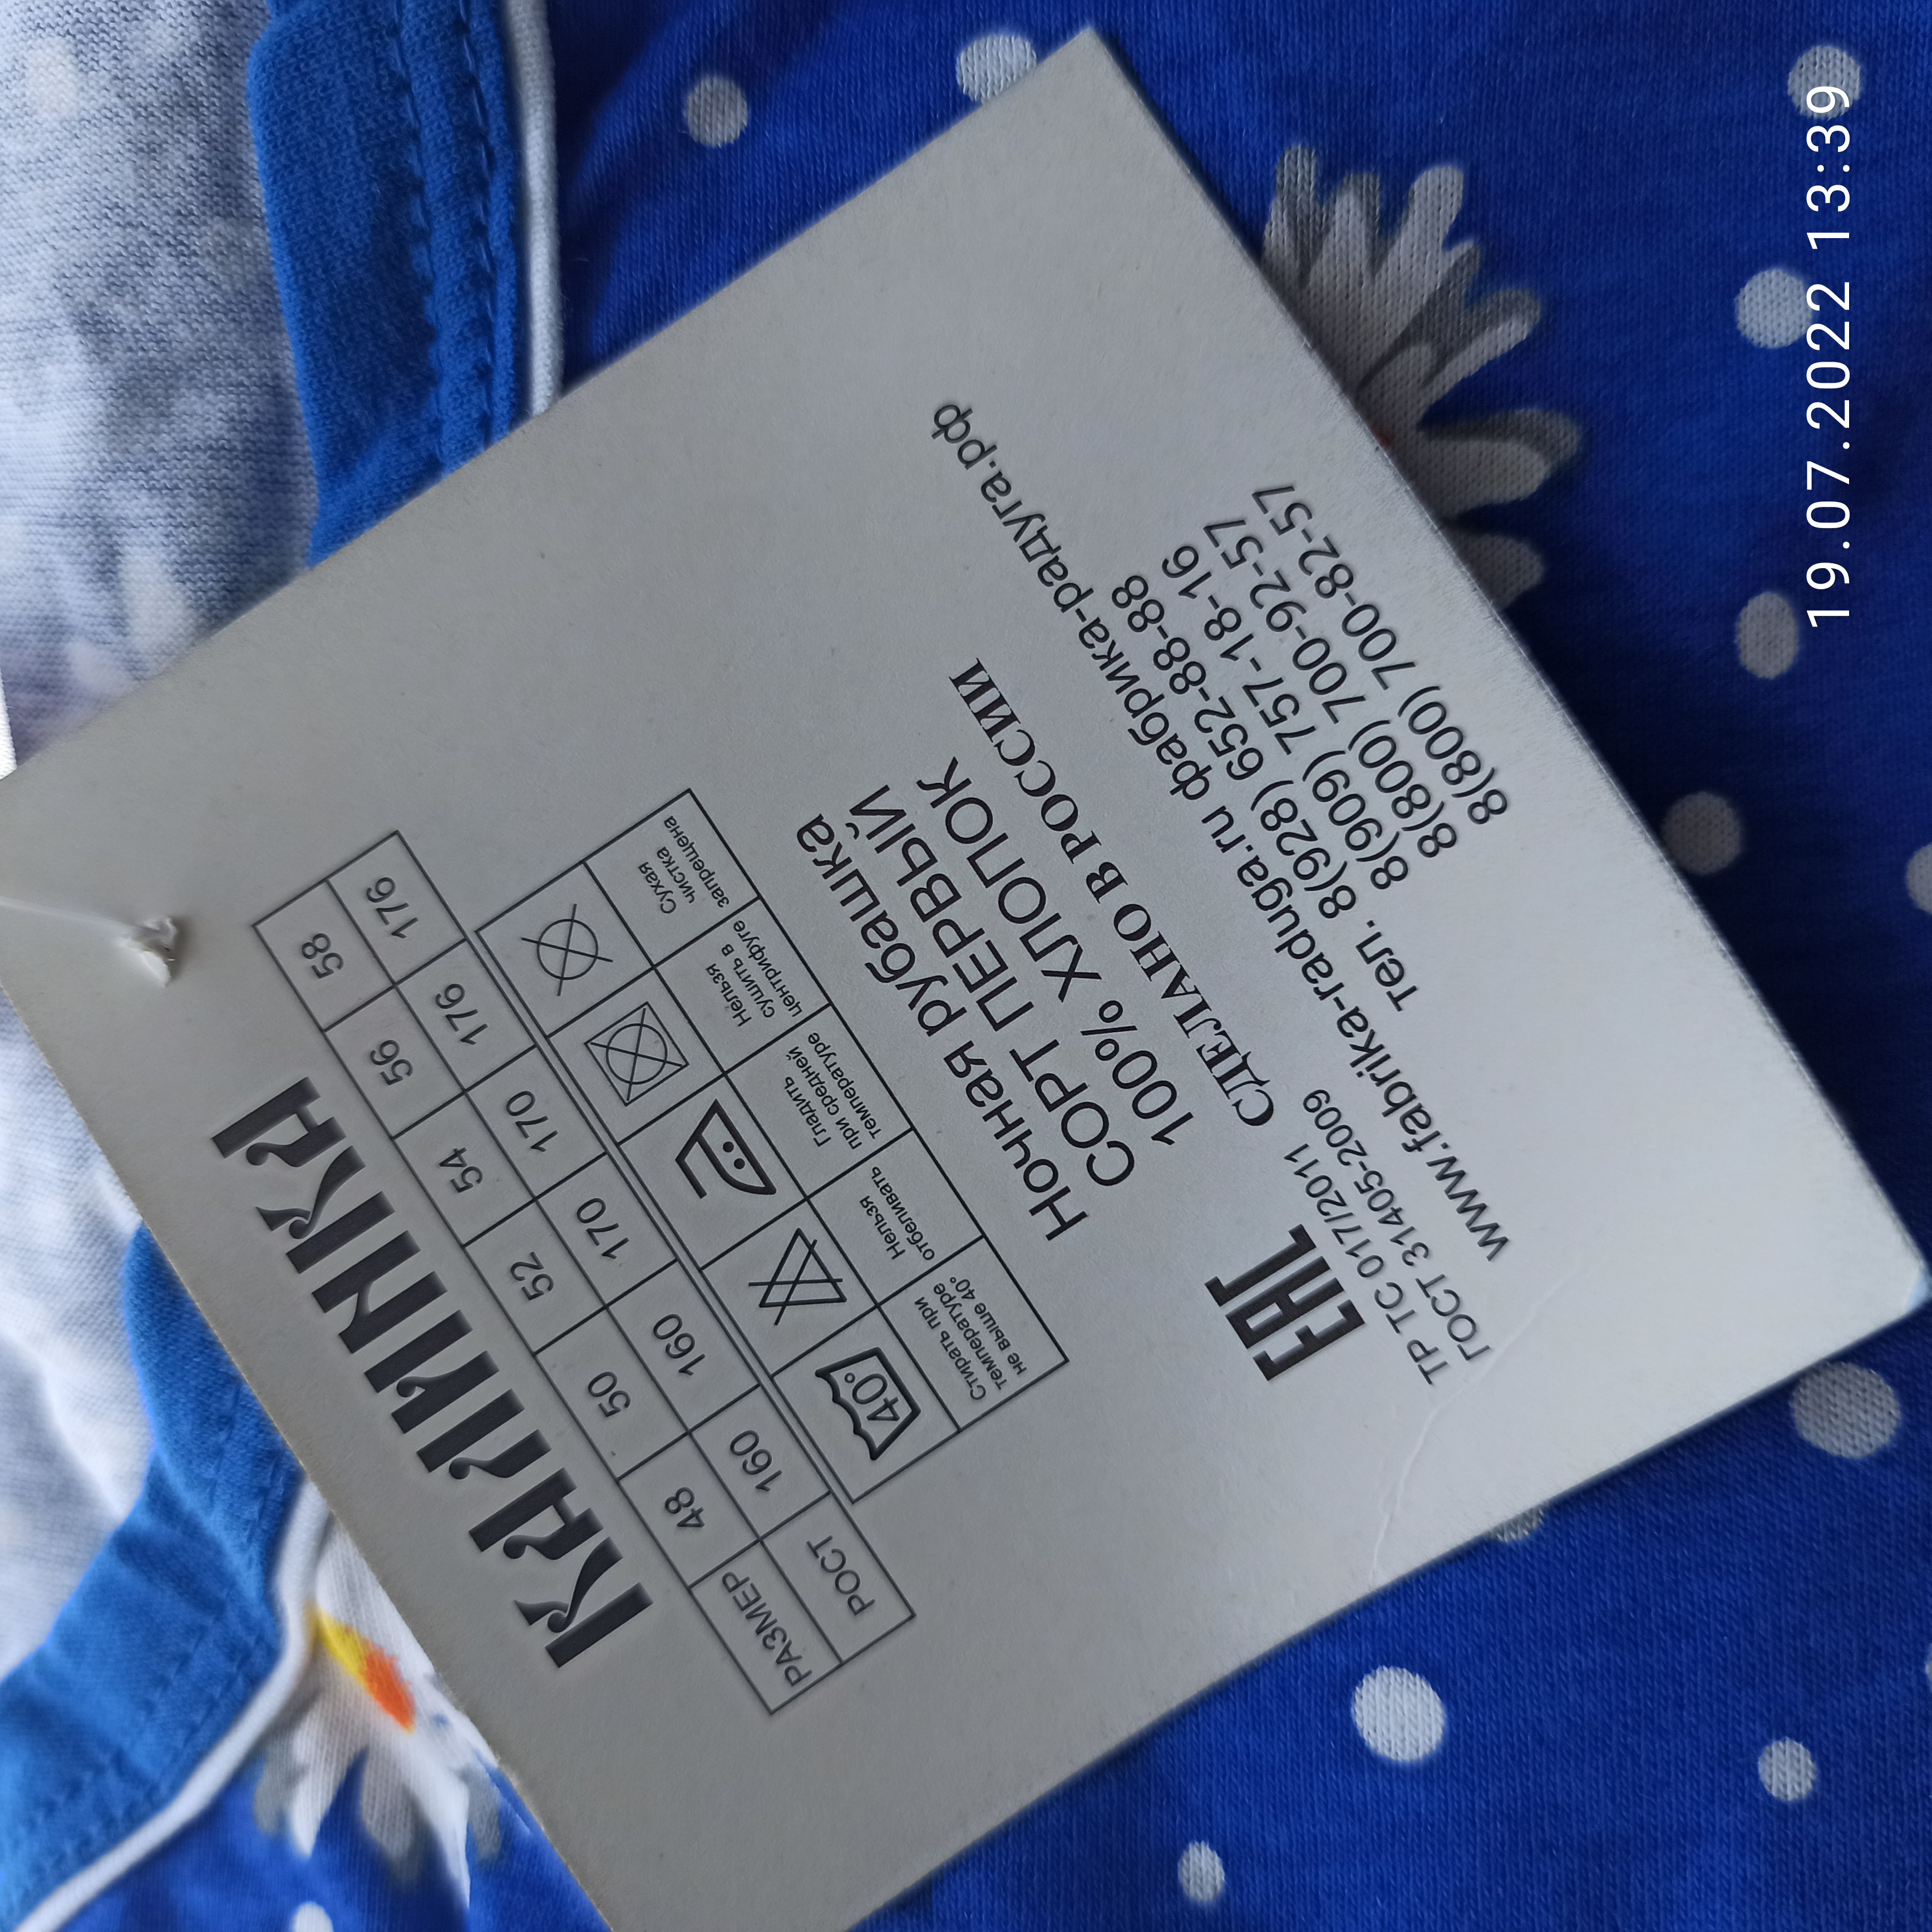 КАЛИНКА
РАЗМЕР 48 50 52 54 56 58
РОСТ 160 160 170 170 176 176
40°
Стирать при температуре не выше 40°
Нельзя отбеливать
Гладить при средней температуре
Нельзя сушить в центрифуге
Сухая чистка запрещена
Ночная рубашка
СОРТ ПЕРВЫЙ
100% ХЛОПОК
ЕАС СДЕЛАНО В РОССИИ
ТР ТС 017/2011
ГОСТ 31405-2009
www.fabrika-raduga.ru фабрика-радуга.рф
тел. 8(928) 652-88-88
8(909) 757-18-16
8(800) 700-92-57
8(800) 700-82-57
19.07.2022 13:39